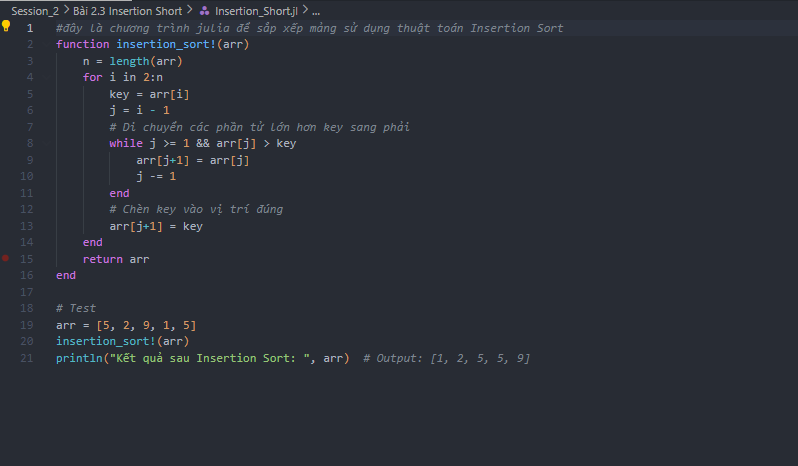 Session_2 > Bài 2.3 Insertion Short > Insertion_Short.jl > ...
1 #đây là chương trình julia để sắp xếp mảng sử dụng thuật toán Insertion Sort
2 function insertion_sort!(arr)
3     n = length(arr)
4     for i in 2:n
5         key = arr[i]
6         j = i - 1
7         # Di chuyển các phần tử lớn hơn key sang phải
8         while j >= 1 && arr[j] > key
9             arr[j+1] = arr[j]
10             j -= 1
11         end
12         # Chèn key vào vị trí đúng
13         arr[j+1] = key
14     end
15     return arr
16 end
17
18 # Test
19 arr = [5, 2, 9, 1, 5]
20 insertion_sort!(arr)
21 println("Kết quả sau Insertion Sort: ", arr)  # Output: [1, 2, 5, 5, 9]